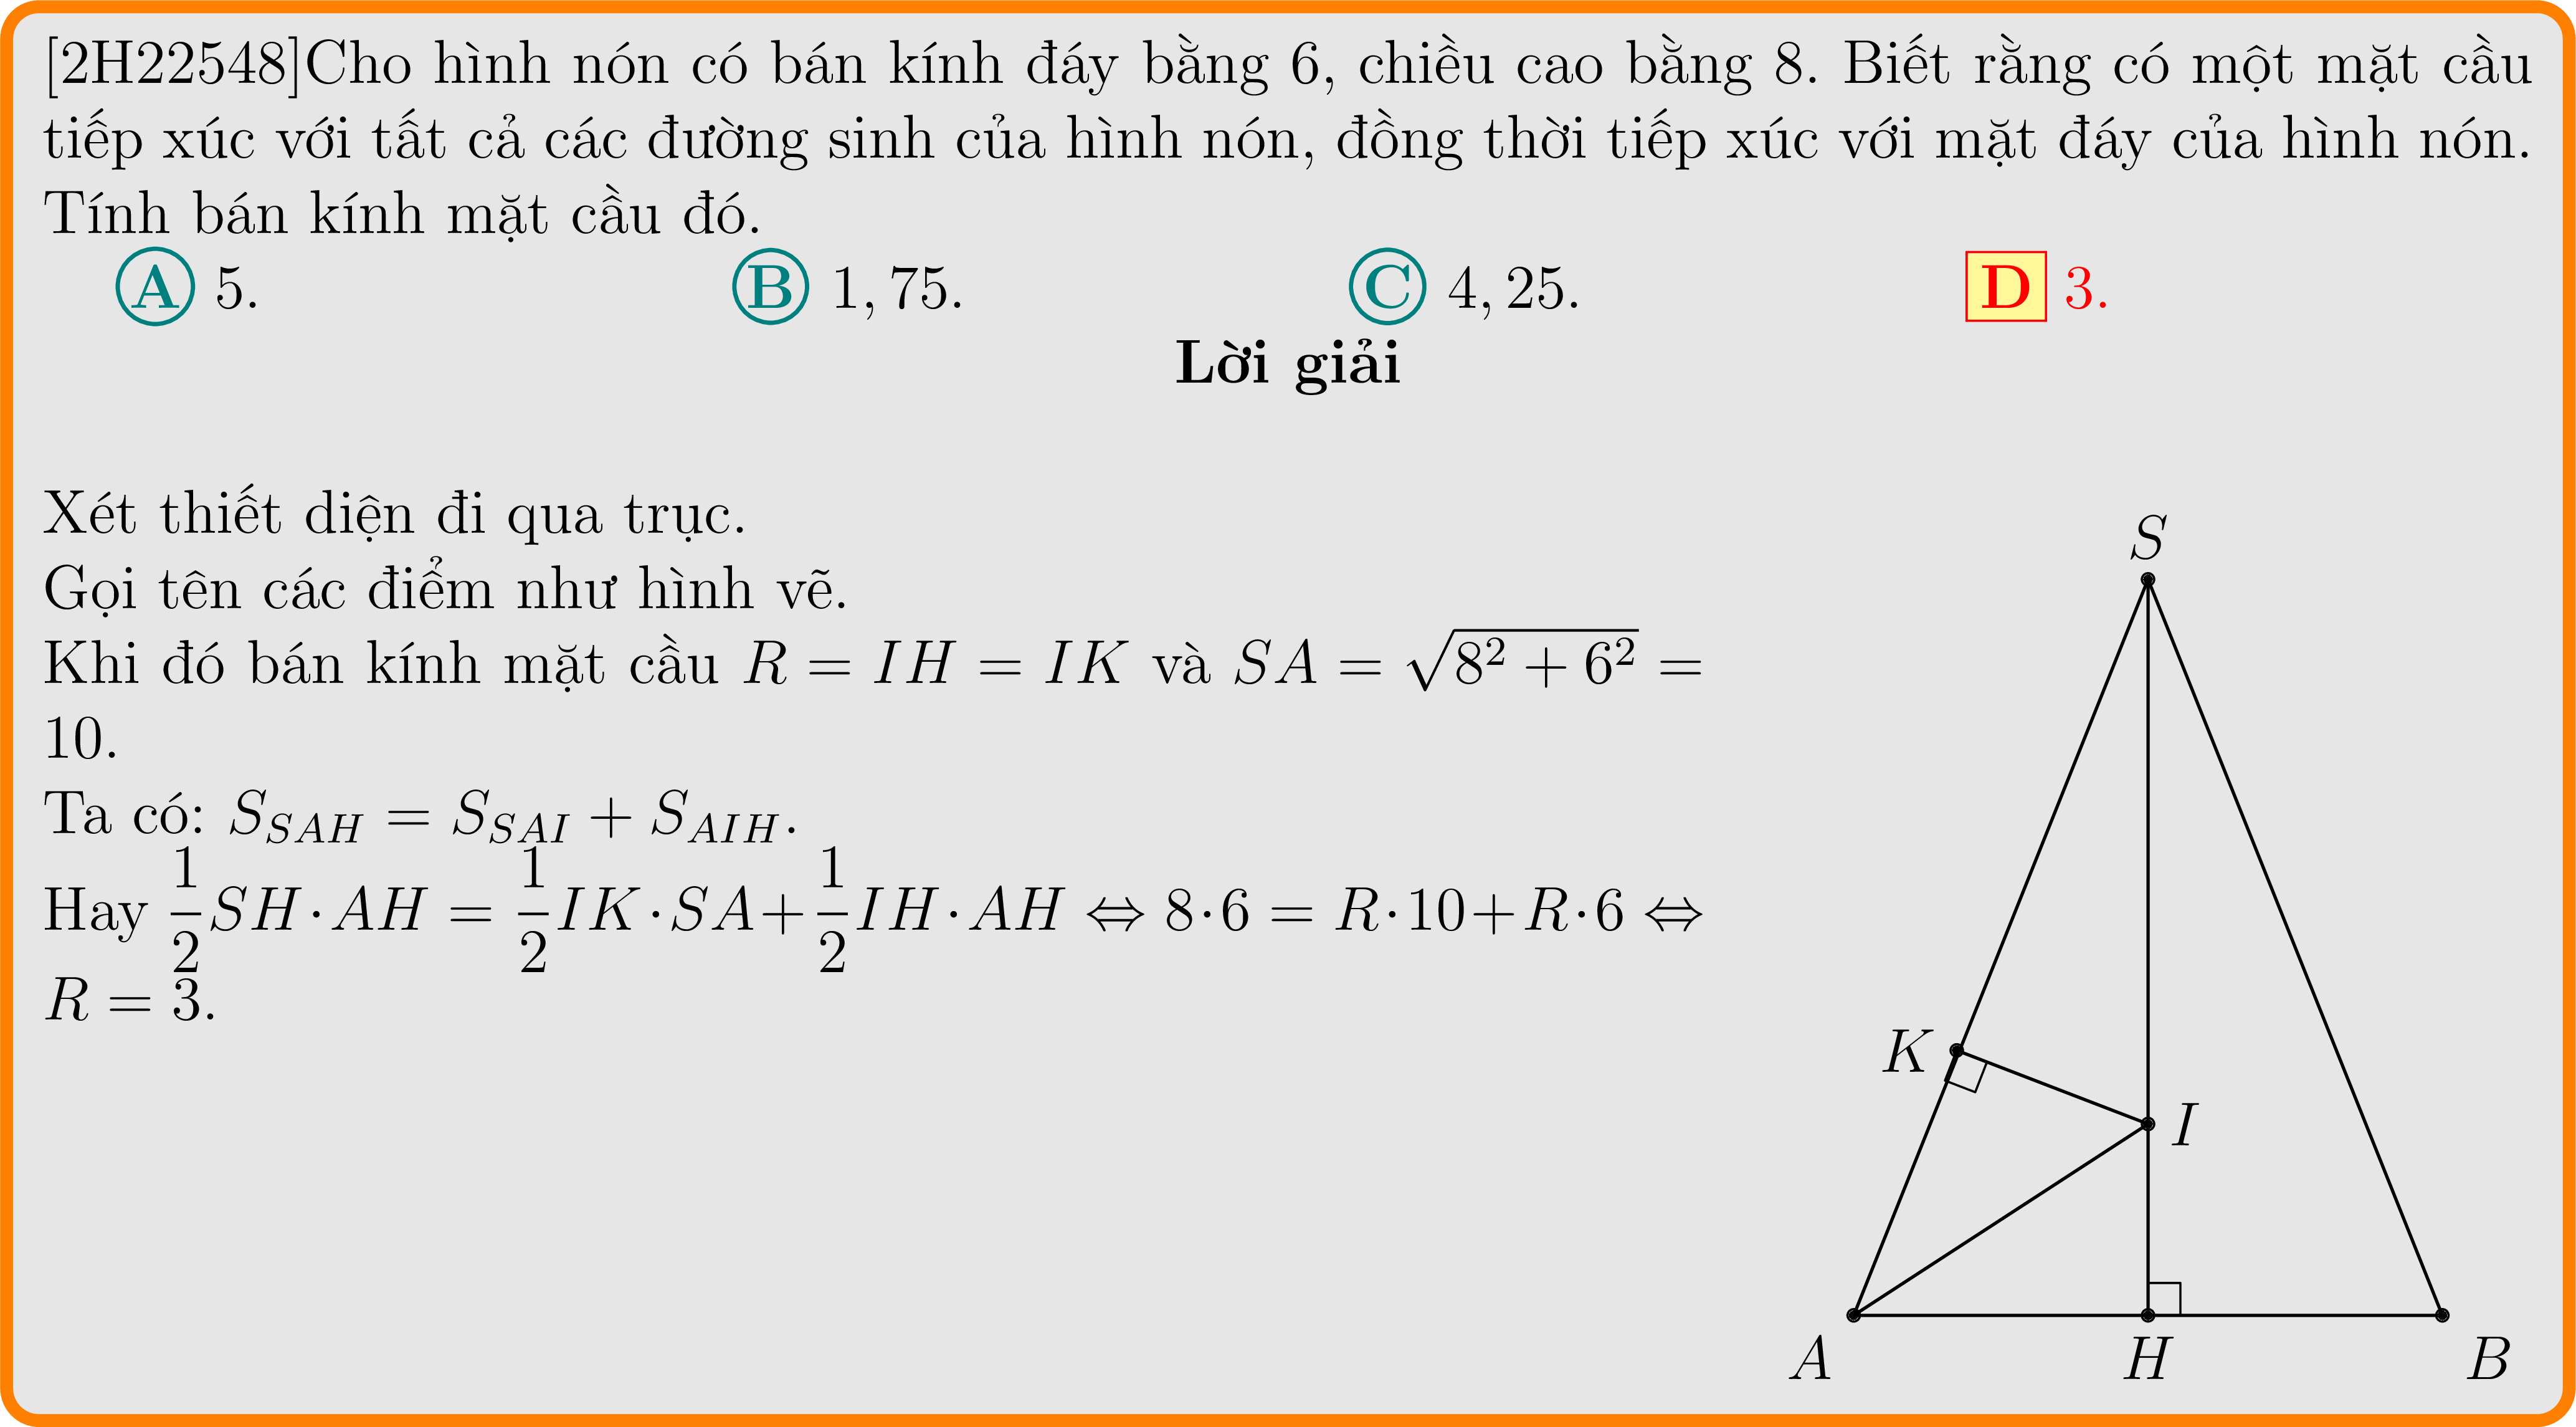 [2H22548]Cho hình nón có bán kính đáy bằng 6, chiều cao bằng 8. Biết rằng có một mặt cầu
tiếp xúc với tất cả các đường sinh của hình nón, đồng thời tiếp xúc với mặt đáy của hình nón.
Tính bán kính mặt cầu đó.
A 5. B 1,75. C 4,25. D 3.
Lời giải
Xét thiết diện đi qua trục.
Gọi tên các điểm như hình vẽ.
Khi đó bán kính mặt cầu $R = IH = IK$ và $SA = \sqrt{8^2 + 6^2} =$
10.
Ta có: $S_{SAH} = S_{SAI} + S_{AIH}.$
Hay $\frac{1}{2}SH \cdot AH = \frac{1}{2}IK \cdot SA + \frac{1}{2}IH \cdot AH \Leftrightarrow 8 \cdot 6 = R \cdot 10 + R \cdot 6 \Leftrightarrow$
$R = 3.$
S
K
I
A H B